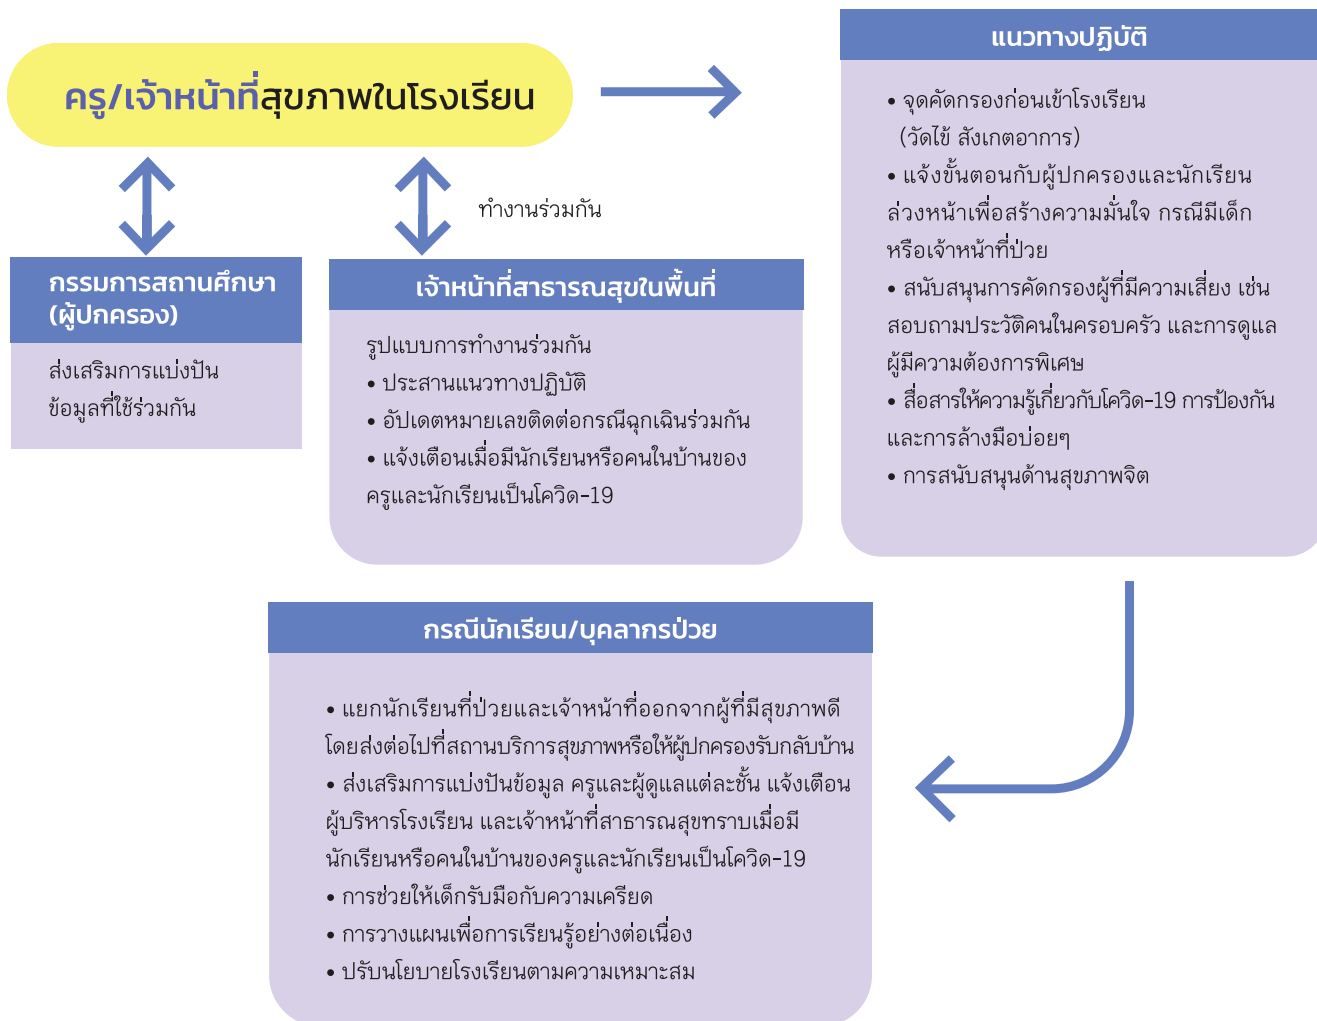 ครู/เจ้าหน้าที่สุขภาพในโรงเรียน
ทำงานร่วมกัน
กรรมการสถานศึกษา
(ผู้ปกครอง)
ส่งเสริมการแบ่งปัน
ข้อมูลที่ใช้ร่วมกัน
เจ้าหน้าที่สาธารณสุขในพื้นที่
รูปแบบการทำงานร่วมกัน
• ประสานแนวทางปฏิบัติ
• อัปเดตหมายเลขติดต่อกรณีฉุกเฉินร่วมกัน
• แจ้งเตือนเมื่อมีนักเรียนหรือคนในบ้านของ
ครูและนักเรียนเป็นโควิด-19
แนวทางปฏิบัติ
• จุดคัดกรองก่อนเข้าโรงเรียน
(วัดไข้ สังเกตอาการ)
• แจ้งขั้นตอนกับผู้ปกครองและนักเรียน
ล่วงหน้าเพื่อสร้างความมั่นใจ กรณีมีเด็ก
หรือเจ้าหน้าที่ป่วย
• สนับสนุนการคัดกรองผู้ที่มีความเสี่ยง เช่น
สอบถามประวัติคนในครอบครัว และการดูแล
ผู้มีความต้องการพิเศษ
• สื่อสารให้ความรู้เกี่ยวกับโควิด-19 การป้องกัน
และการล้างมือบ่อยๆ
• การสนับสนุนด้านสุขภาพจิต
กรณีนักเรียน/บุคลากรป่วย
• แยกนักเรียนที่ป่วยและเจ้าหน้าที่ออกจากผู้ที่มีสุขภาพดี
โดยส่งต่อไปที่สถานบริการสุขภาพหรือให้ผู้ปกครองรับกลับบ้าน
• ส่งเสริมการแบ่งปันข้อมูล ครูและผู้ดูแลแต่ละชั้น แจ้งเตือน
ผู้บริหารโรงเรียน และเจ้าหน้าที่สาธารณสุขทราบเมื่อมี
นักเรียนหรือคนในบ้านของครูและนักเรียนเป็นโควิด-19
• การช่วยให้เด็กรับมือกับความเครียด
• การวางแผนเพื่อการเรียนรู้อย่างต่อเนื่อง
• ปรับนโยบายโรงเรียนตามความเหมาะสม